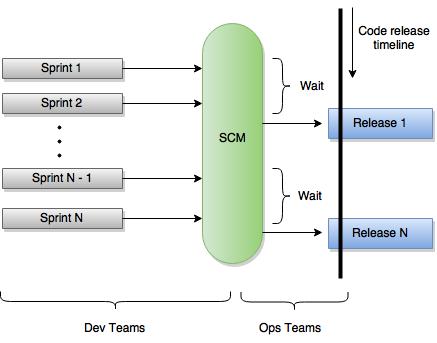 Code release
timeline
Sprint 1
Wait
Sprint 2
Release 1
SCM
Sprint N - 1
Wait
Sprint N
Release N
Dev Teams
Ops Teams